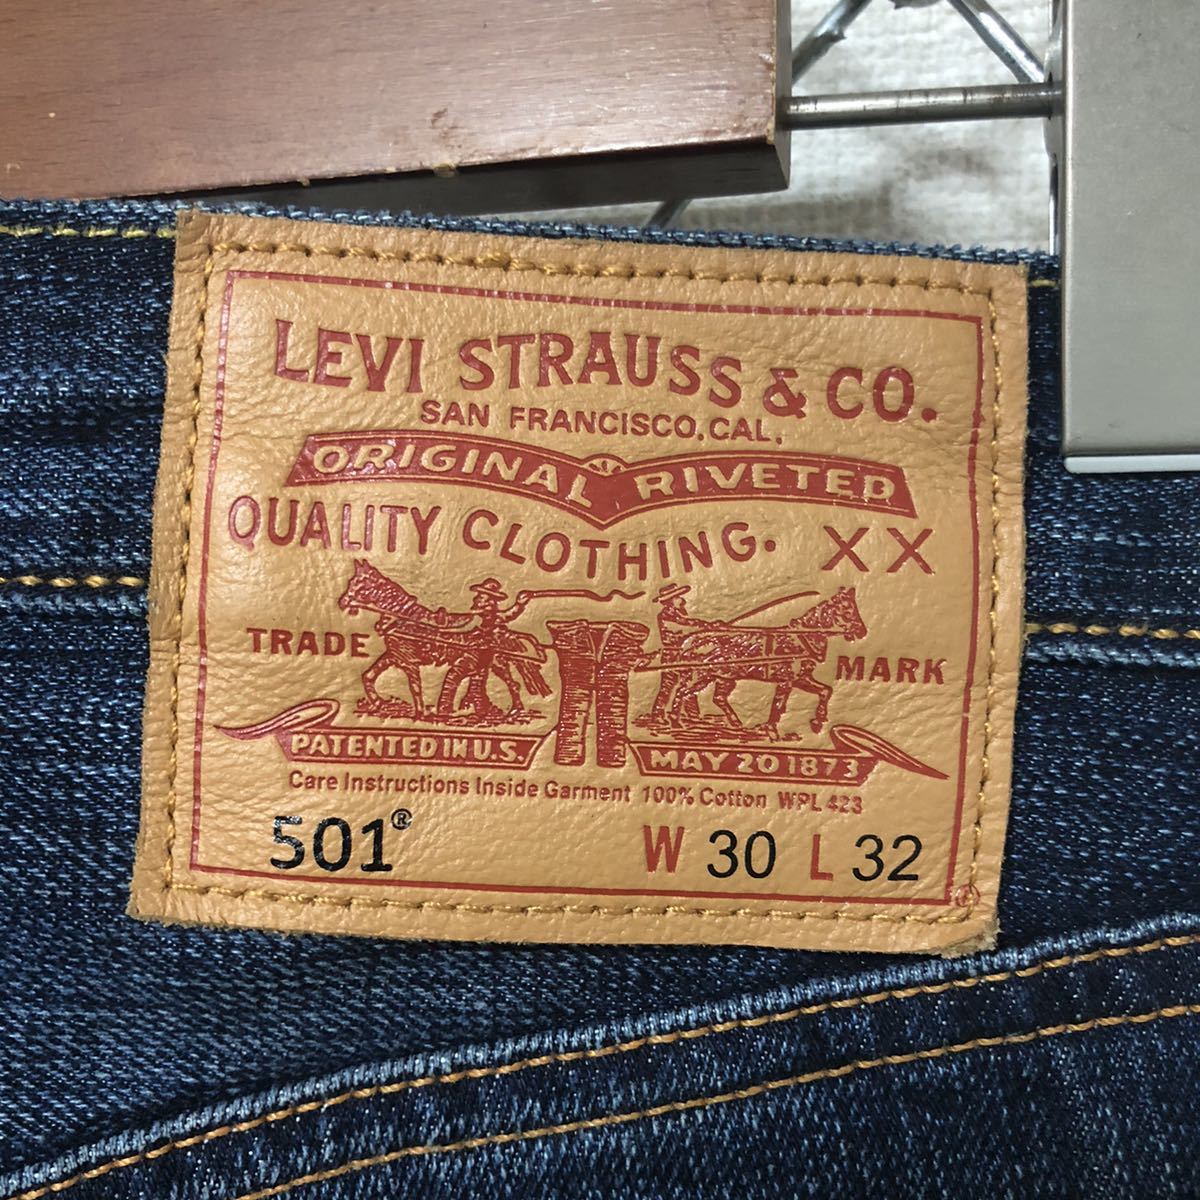 LEVI STRAUSS & CO.
SAN FRANCISCO, CAL.
ORIGINAL RIVETED
QUALITY CLOTHING. XX
TRADE MARK
PATENTED IN U.S. MAY 20 1873
Care Instructions Inside Garment 100% Cotton WPL 423
501® W 30 L 32
®